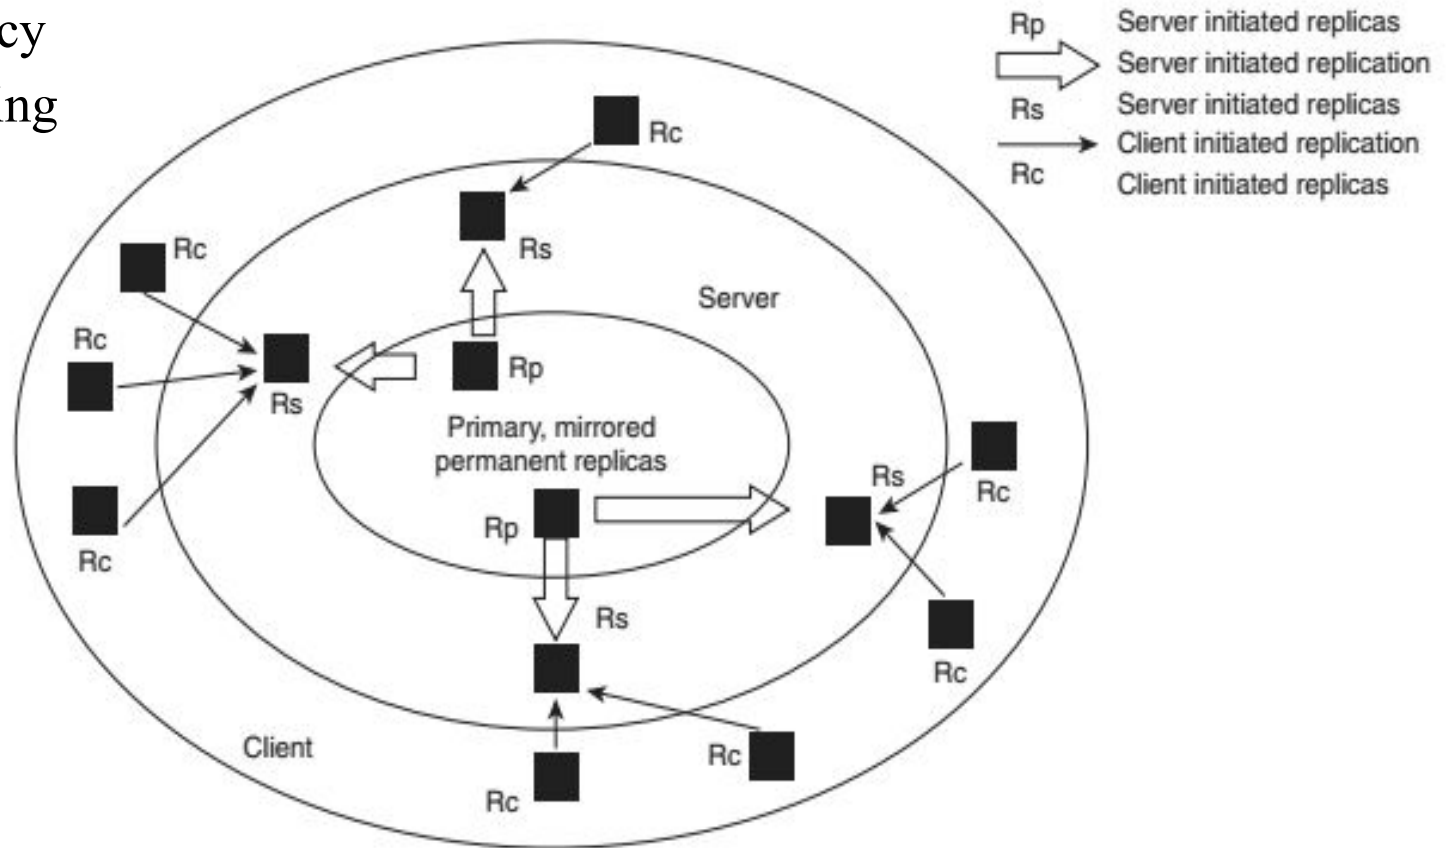 cy
ing
Rp Server initiated replicas
Server initiated replication
Rs Server initiated replicas
Client initiated replication
Rc Client initiated replicas
Rc
Rs
Rc
Server
Rc
Rp
Rs
Primary, mirrored
permanent replicas
Rs
Rc
Rp
Rc
Rs
Rc
Client
Rc
Rc